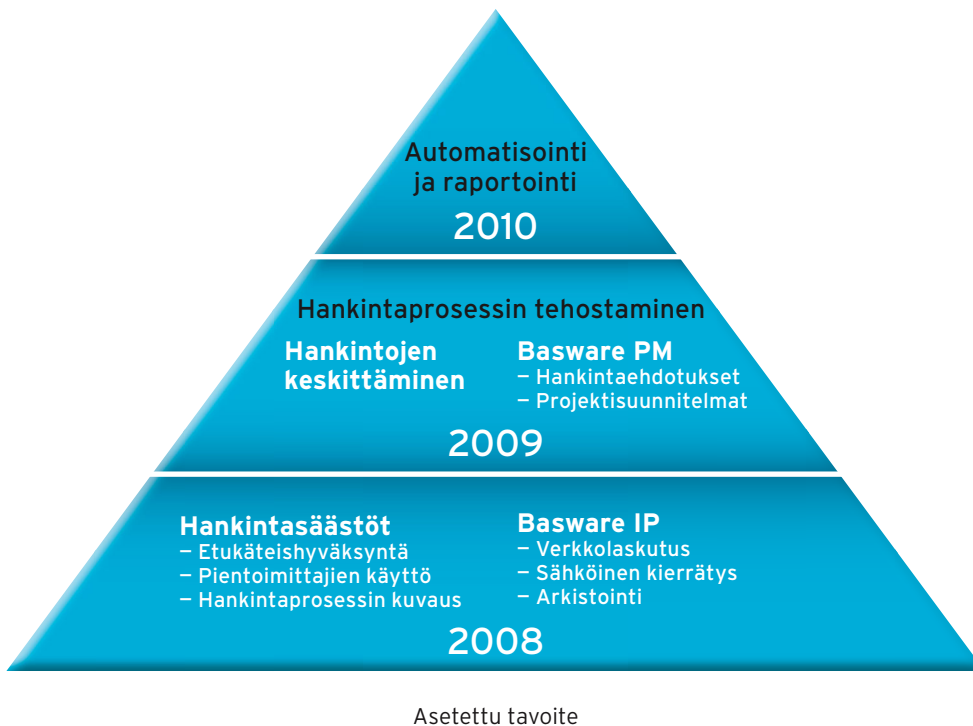 Automatisointi
ja raportointi
2010
Hankintaprosessin tehostaminen
Hankintojen
keskittäminen
Basware PM
– Hankintaehdotukset
– Projektisuunnitelmat
2009
Hankintasäästöt
– Etukäteishyväksyntä
– Pientoimittajien käyttö
– Hankintaprosessin kuvaus
Basware IP
– Verkkolaskutus
– Sähköinen kierrätys
– Arkistointi
2008
Asetettu tavoite